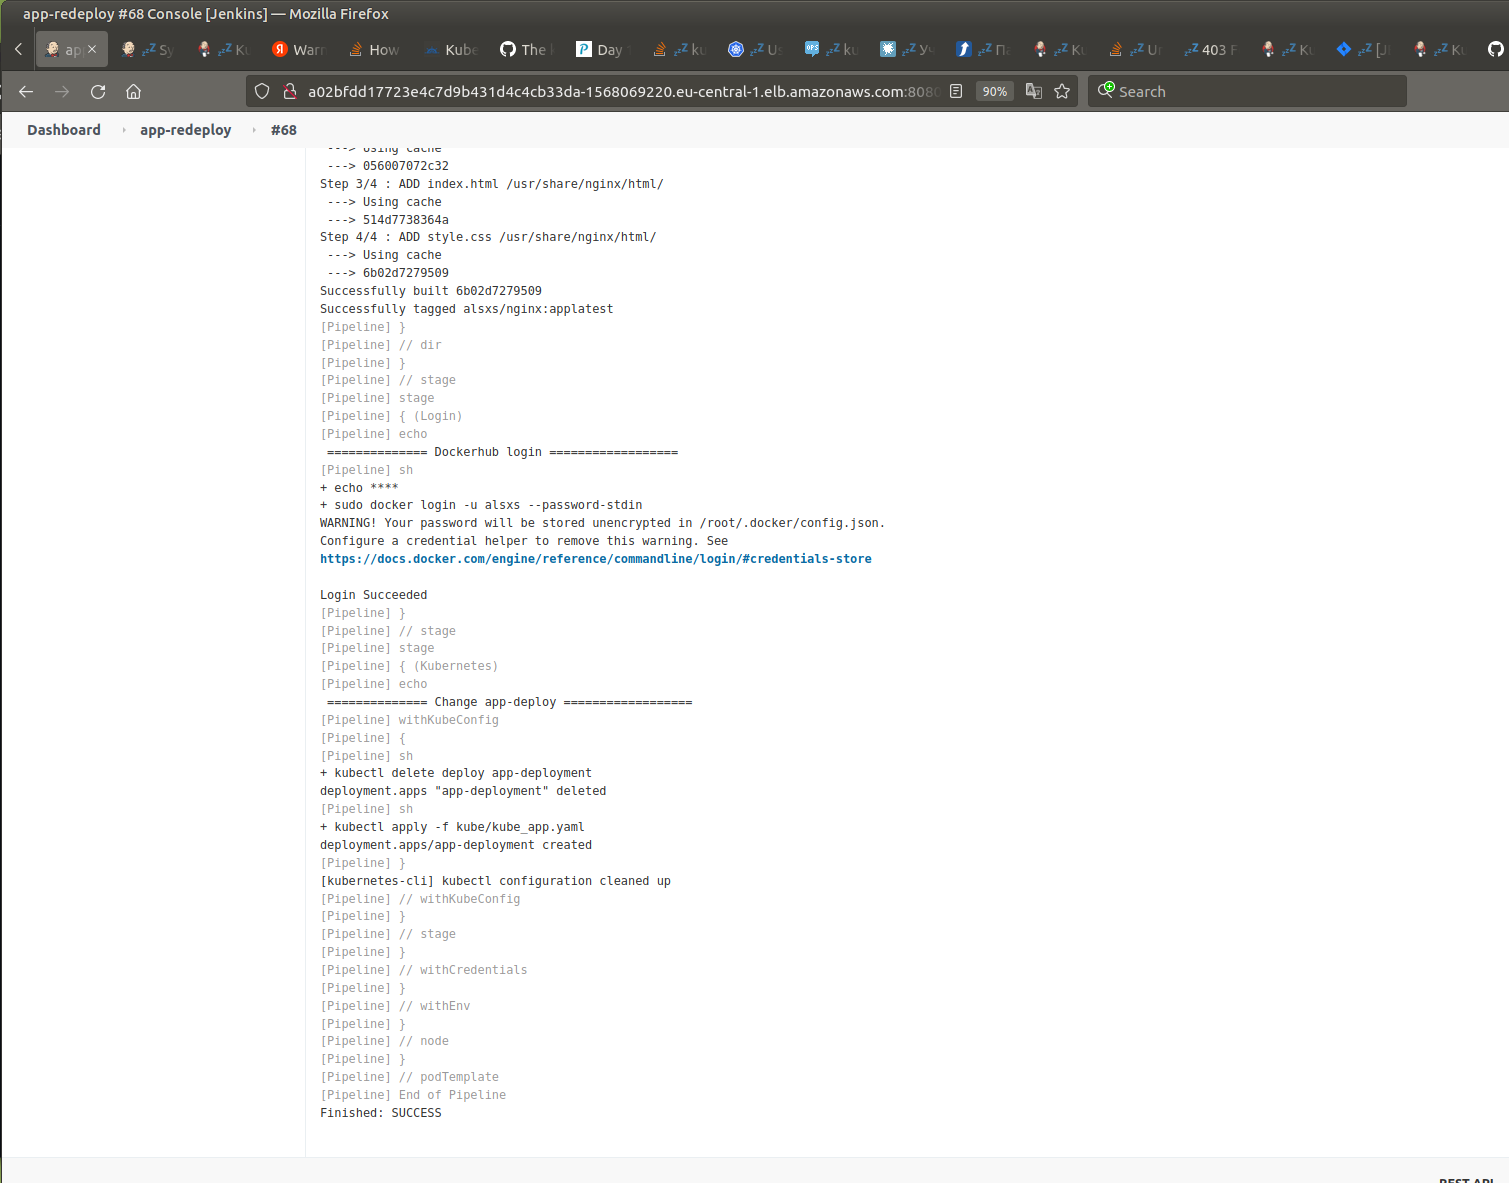 app-redeploy #68 Console [Jenkins] — Mozilla Firefox
ap Sy Ku Warn How Kube The k Day ku Us ku Уч Па Ku Un 403 F Ku [JI Ku
a02bfdd17723e4c7d9b431d4c4cb33da-1568069220.eu-central-1.elb.amazonaws.com:8080 90% Search
Dashboard app-redeploy #68
---> Using cache
---> 056007072c32
Step 3/4 : ADD index.html /usr/share/nginx/html/
---> Using cache
---> 514d7738364a
Step 4/4 : ADD style.css /usr/share/nginx/html/
---> Using cache
---> 6b02d7279509
Successfully built 6b02d7279509
Successfully tagged alsxs/nginx:applatest
[Pipeline] }
[Pipeline] // dir
[Pipeline] }
[Pipeline] // stage
[Pipeline] stage
[Pipeline] { (Login)
[Pipeline] echo
============== Dockerhub login ==================
[Pipeline] sh
+ echo ****
+ sudo docker login -u alsxs --password-stdin
WARNING! Your password will be stored unencrypted in /root/.docker/config.json.
Configure a credential helper to remove this warning. See
https://docs.docker.com/engine/reference/commandline/login/#credentials-store
Login Succeeded
[Pipeline] }
[Pipeline] // stage
[Pipeline] stage
[Pipeline] { (Kubernetes)
[Pipeline] echo
============== Change app-deploy ==================
[Pipeline] withKubeConfig
[Pipeline] {
[Pipeline] sh
+ kubectl delete deploy app-deployment
deployment.apps "app-deployment" deleted
[Pipeline] sh
+ kubectl apply -f kube/kube_app.yaml
deployment.apps/app-deployment created
[Pipeline] }
[kubernetes-cli] kubectl configuration cleaned up
[Pipeline] // withKubeConfig
[Pipeline] }
[Pipeline] // stage
[Pipeline] }
[Pipeline] // withCredentials
[Pipeline] }
[Pipeline] // withEnv
[Pipeline] }
[Pipeline] // node
[Pipeline] }
[Pipeline] // podTemplate
[Pipeline] End of Pipeline
Finished: SUCCESS
REST API